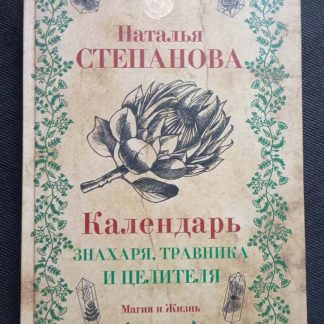 Наталья
СТЕПАНОВА
Календарь
ЗНАХАРЯ, ТРАВНИКА
И ЦЕЛИТЕЛЯ
Магия и Жизнь